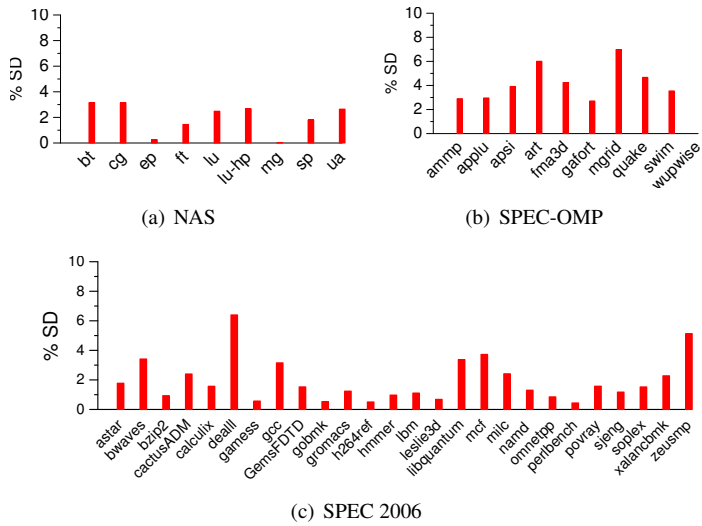 10
8
6
4
2
0
% SD
bt
cg
ep
ft
lu
lu-hp
mg
sp
ua
(a) NAS
10
8
6
4
2
0
% SD
ammp
applu
apsi
art
fma3d
gafort
mgrid
quake
swim
wupwise
(b) SPEC-OMP
10
8
6
4
2
0
% SD
astar
bwaves
bzip2
cactusADM
calculix
dealII
gamess
gcc
GemsFDTD
gobmk
gromacs
h264ref
hmmer
lbm
leslie3d
libquantum
mcf
milc
namd
omnetpp
perlbench
povray
sjeng
soplex
xalancbmk
zeusmp
(c) SPEC 2006